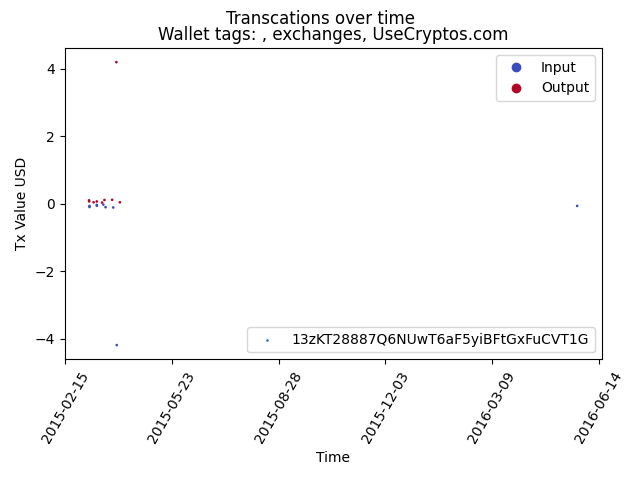 Transcations over time
Wallet tags: , exchanges, UseCryptos.com
Input
Output
Tx Value USD
4
2
0
−2
−4
13zKT28887Q6NUwT6aF5yiBFtGxFuCVT1G
2015-02-15
2015-05-23
2015-08-28
2015-12-03
2016-03-09
2016-06-14
Time